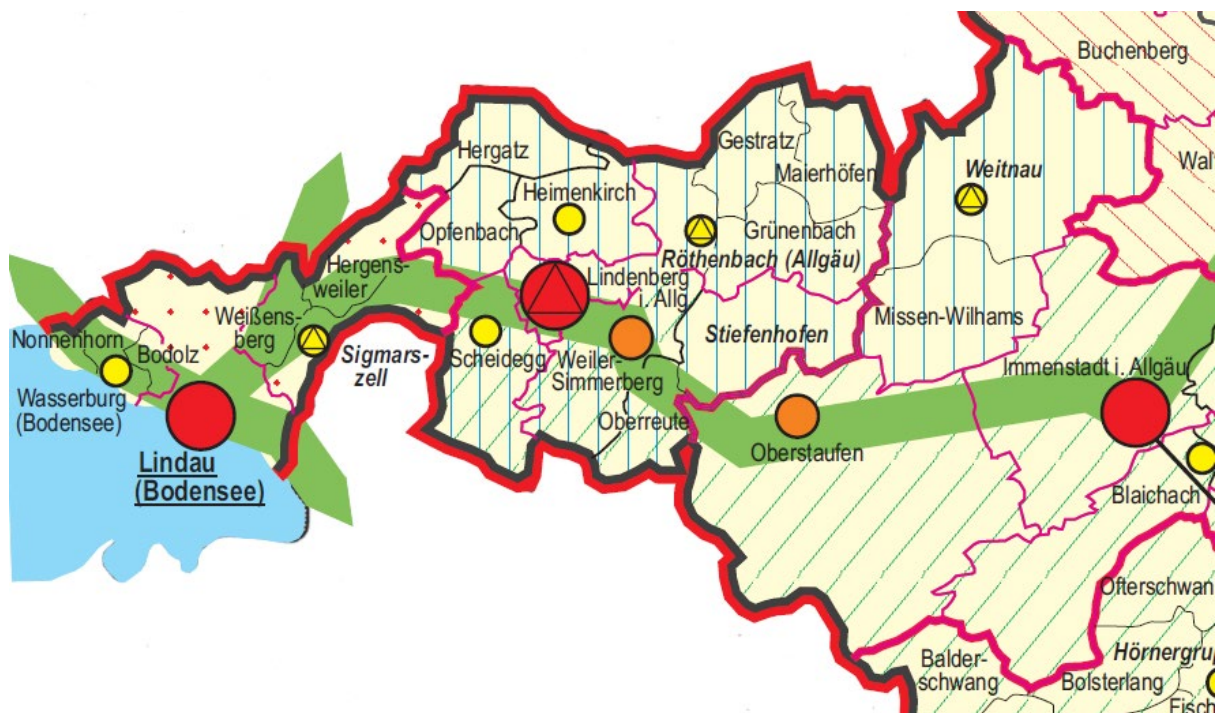 Buchenberg
Gestratz
Hergatz
Maierhöfen
Weitnau
Wal
Heimenkirch
Opfenbach
Grünenbach
Röthenbach (Allgäu)
Hergens-
weiler
Lindenberg
i. Allg
Weißens-
berg
Stiefenhofen
Missen-Wilhams
Nonnenhorn
Bodolz
Sigmars-
zell
Scheidegg
Weiler-
Simmerberg
Immenstadt i. Allgäu
Wasserburg
(Bodensee)
Oberreute
Oberstaufen
Lindau
(Bodensee)
Blaichach
Ofterschwan
Balder-
schwang
Hörnergru
Bolsterlang
Fisch